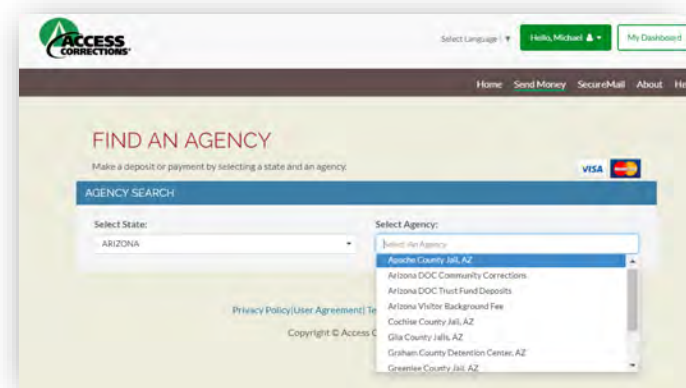 ACCESS
CORRECTIONS
Select Language ▼
Hello, Michael
My Dashboard
Home Send Money SecureMail About
FIND AN AGENCY
Make a deposit or payment by selecting a state and an agency.
VISA MasterCard
AGENCY SEARCH
Select State:
Select Agency:
ARIZONA
Select An Agency
Apache County Jail, AZ
Arizona DOC Community Corrections
Arizona DOC Trust Fund Deposits
Arizona Visitor Background Fee
Cochise County Jail, AZ
Gila County Jails, AZ
Graham County Detention Center, AZ
Greenlee County Jail, AZ
Privacy Policy|User Agreement|Te
Copyright © Access C